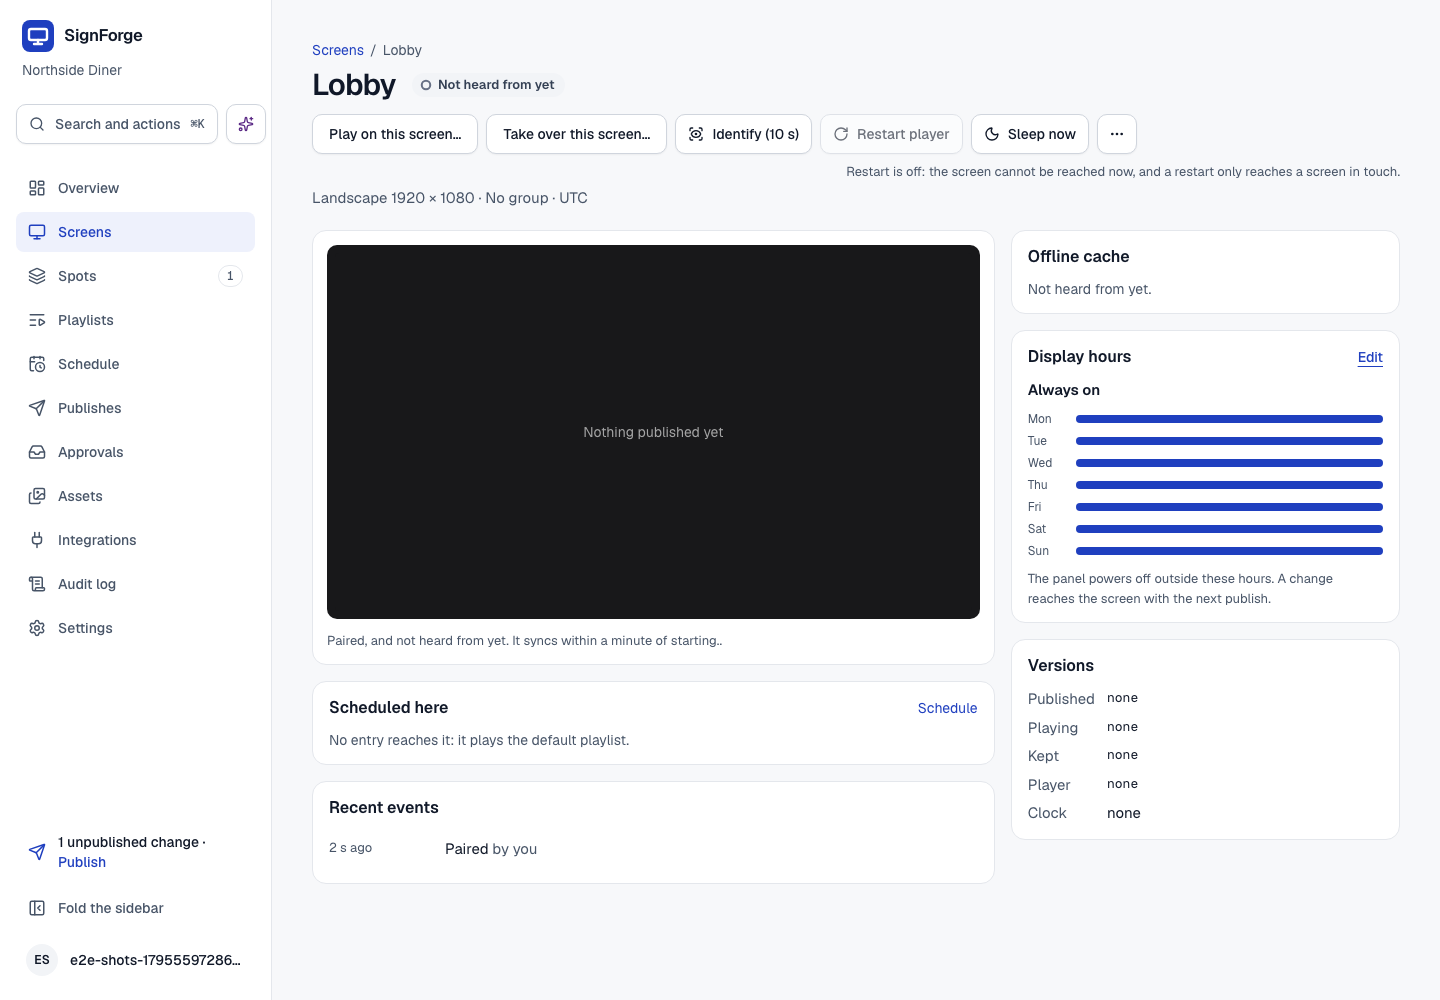 SignForge
Northside Diner
Search and actions ⌘K
Overview
Screens
Spots 1
Playlists
Schedule
Publishes
Approvals
Assets
Integrations
Audit log
Settings
1 unpublished change ·
Publish
Fold the sidebar
ES e2e-shots-17955597286...
Screens / Lobby
Lobby Not heard from yet
Play on this screen... Take over this screen... Identify (10 s) Restart player Sleep now ...
Restart is off: the screen cannot be reached now, and a restart only reaches a screen in touch.
Landscape 1920 × 1080 · No group · UTC
Nothing published yet
Paired, and not heard from yet. It syncs within a minute of starting..
Scheduled here Schedule
No entry reaches it: it plays the default playlist.
Recent events
2 s ago Paired by you
Offline cache
Not heard from yet.
Display hours Edit
Always on
Mon
Tue
Wed
Thu
Fri
Sat
Sun
The panel powers off outside these hours. A change
reaches the screen with the next publish.
Versions
Published none
Playing none
Kept none
Player none
Clock none